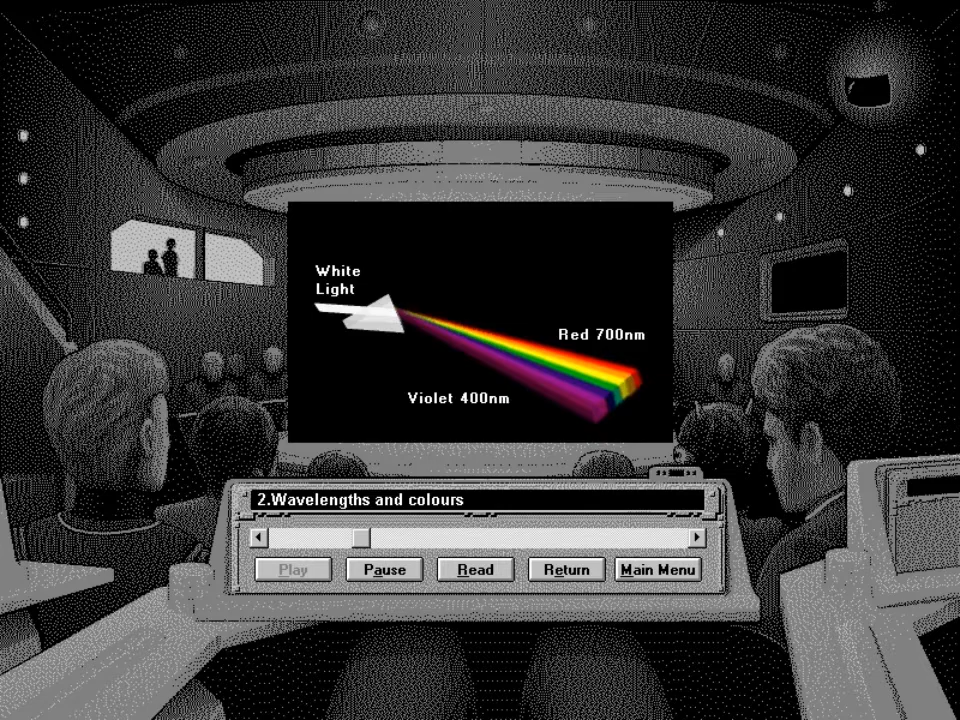 White
Light
Red 700nm
Violet 400nm
2.Wavelengths and colours
Play
Pause
Read
Return
Main Menu